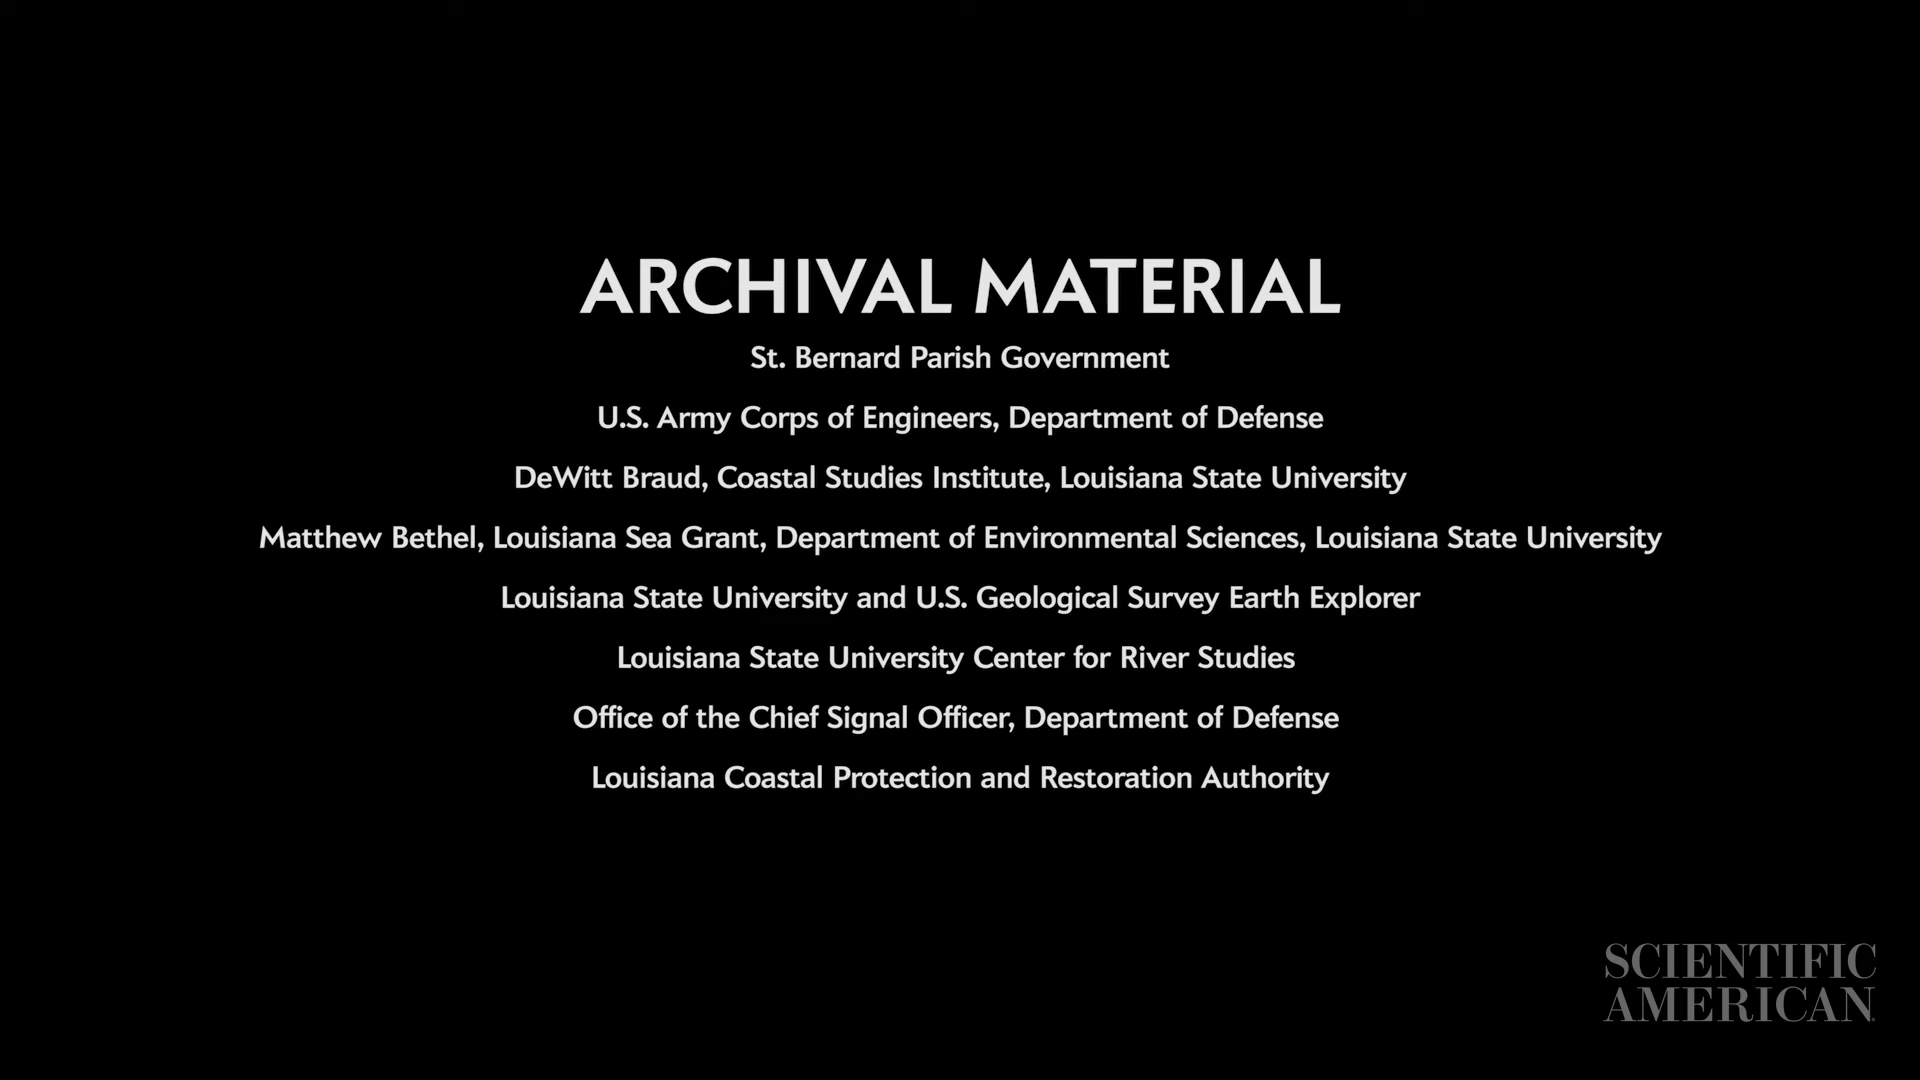 ARCHIVAL MATERIAL
St. Bernard Parish Government
U.S. Army Corps of Engineers, Department of Defense
DeWitt Braud, Coastal Studies Institute, Louisiana State University
Matthew Bethel, Louisiana Sea Grant, Department of Environmental Sciences, Louisiana State University
Louisiana State University and U.S. Geological Survey Earth Explorer
Louisiana State University Center for River Studies
Office of the Chief Signal Officer, Department of Defense
Louisiana Coastal Protection and Restoration Authority
SCIENTIFIC
AMERICAN